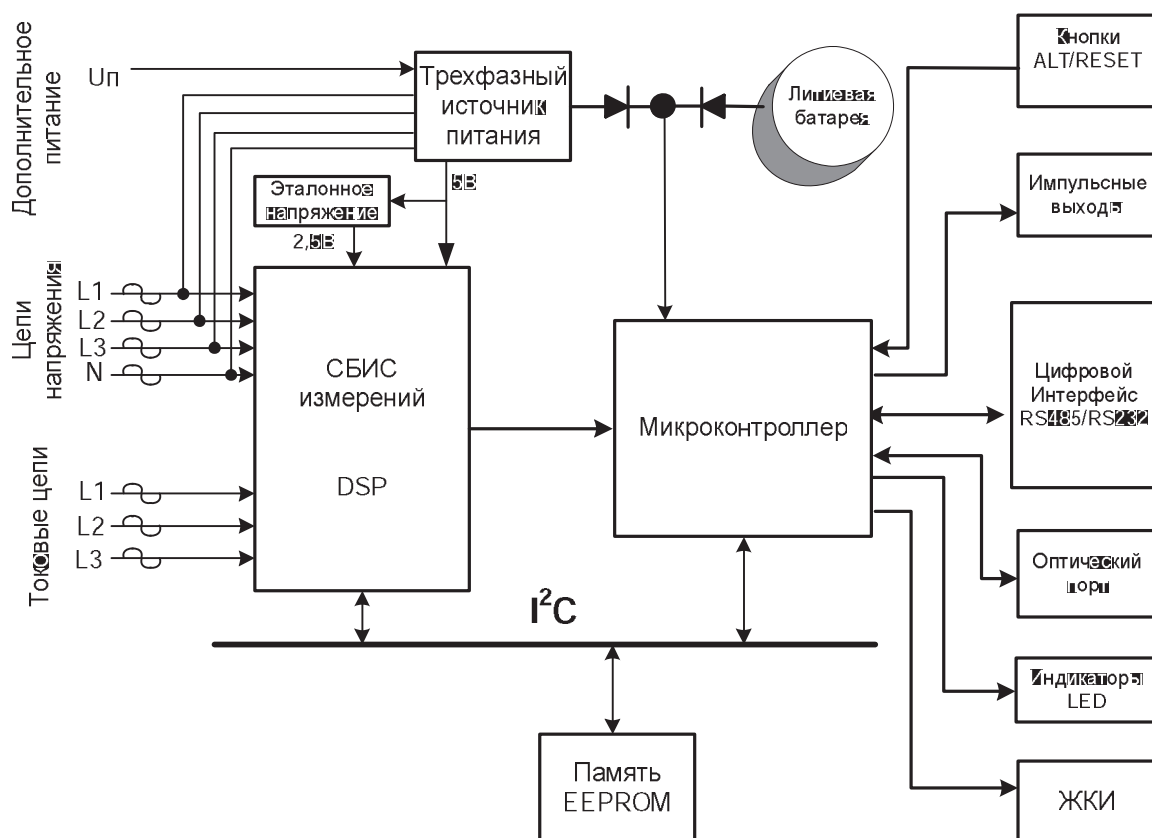 Дополнительное
питание
Uп
Трехфазный
источник
питания
Литиевая
батарея
Кнопки
ALT/RESET
5В
Эталонное
напряжение
2,5В
Импульсные
выходы
Цепи
напряжения
L1
L2
L3
N
СБИС
измерений
DSP
Микроконтроллер
Цифровой
Интерфейс
RS485/RS232
Токовые цепи
L1
L2
L3
Оптический
порт
I²C
Индикаторы
LED
Память
EEPROM
ЖКИ